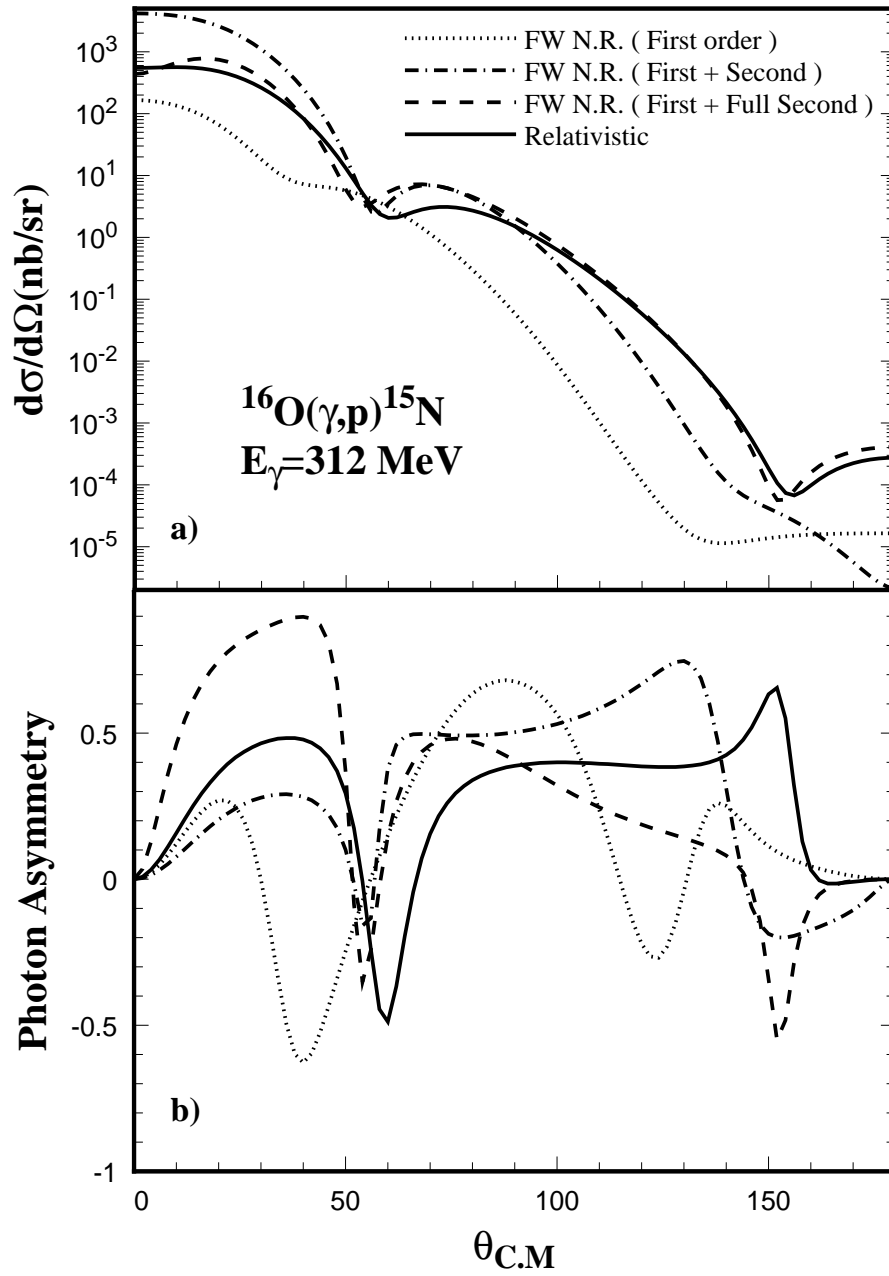 FW N.R. ( First order )
FW N.R. ( First + Second )
FW N.R. ( First + Full Second )
Relativistic
10³
10²
10¹
10⁰
10⁻¹
10⁻²
10⁻³
10⁻⁴
10⁻⁵
dσ/dΩ(nb/sr)
¹⁶O(γ,p)¹⁵N
E_γ=312 MeV
a)
0.5
0
-0.5
-1
Photon Asymmetry
b)
0 50 100 150
θ_C.M